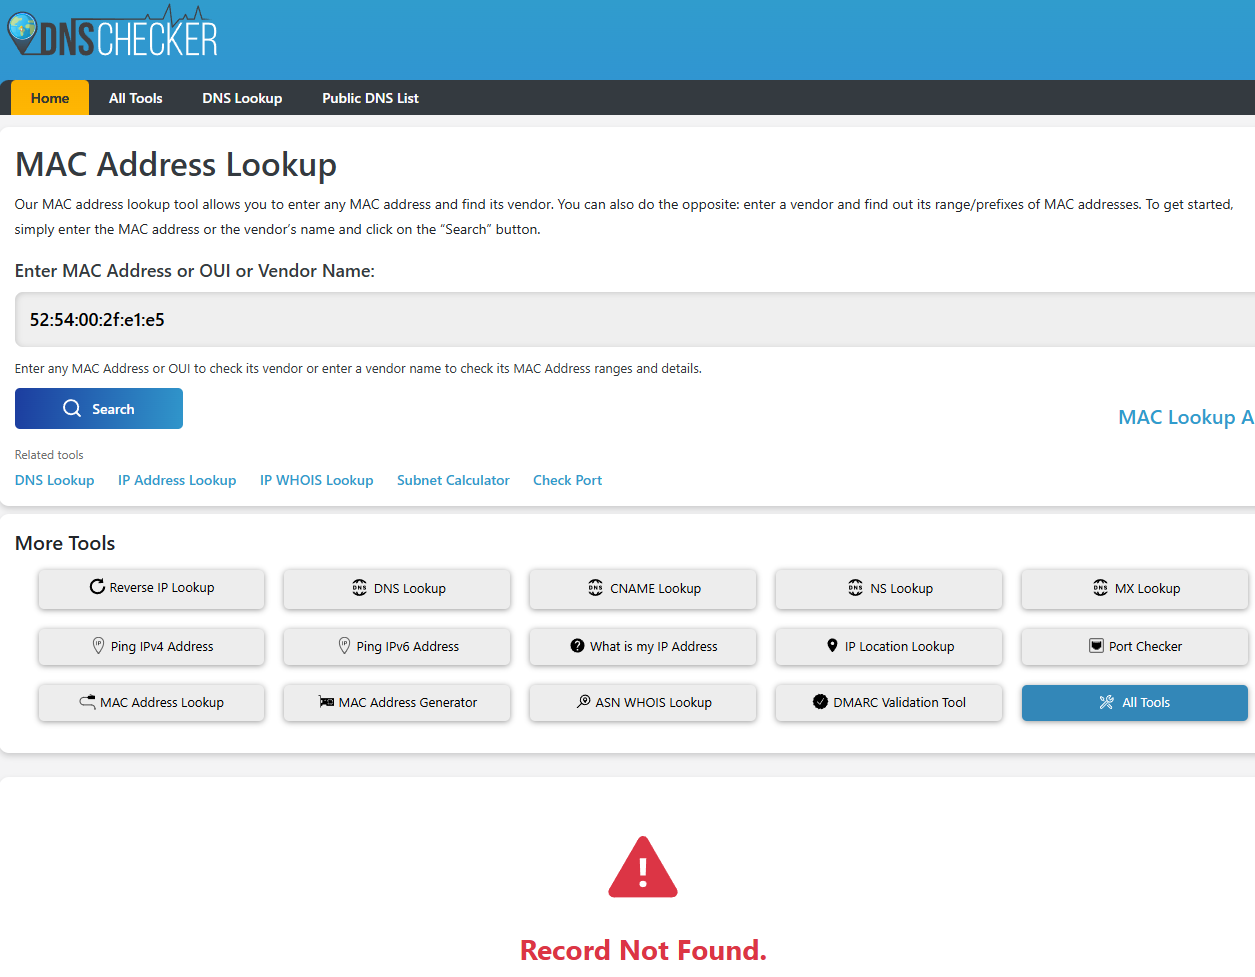 DNSCHECKER
Home All Tools DNS Lookup Public DNS List
MAC Address Lookup
Our MAC address lookup tool allows you to enter any MAC address and find its vendor. You can also do the opposite: enter a vendor and find out its range/prefixes of MAC addresses. To get started,
simply enter the MAC address or the vendor’s name and click on the “Search” button.
Enter MAC Address or OUI or Vendor Name:
52:54:00:2f:e1:e5
Enter any MAC Address or OUI to check its vendor or enter a vendor name to check its MAC Address ranges and details.
Search
MAC Lookup A
Related tools
DNS Lookup IP Address Lookup IP WHOIS Lookup Subnet Calculator Check Port
More Tools
Reverse IP Lookup DNS Lookup CNAME Lookup NS Lookup MX Lookup
Ping IPv4 Address Ping IPv6 Address What is my IP Address IP Location Lookup Port Checker
MAC Address Lookup MAC Address Generator ASN WHOIS Lookup DMARC Validation Tool All Tools
Record Not Found.